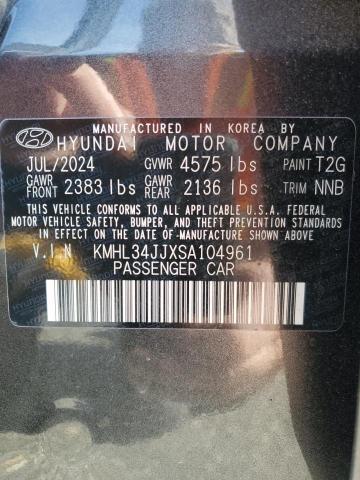 MANUFACTURED IN KOREA BY
HYUNDAI MOTOR COMPANY
JUL/2024 GVWR 4575 lbs PAINT T2G
GAWR FRONT 2383 lbs GAWR REAR 2136 lbs TRIM NNB
THIS VEHICLE CONFORMS TO ALL APPLICABLE U.S.A. FEDERAL
MOTOR VEHICLE SAFETY, BUMPER, AND THEFT PREVENTION STANDARDS
IN EFFECT ON THE DATE OF MANUFACTURE SHOWN ABOVE.
V.I.N KMHL34JJXSA104961
PASSENGER CAR